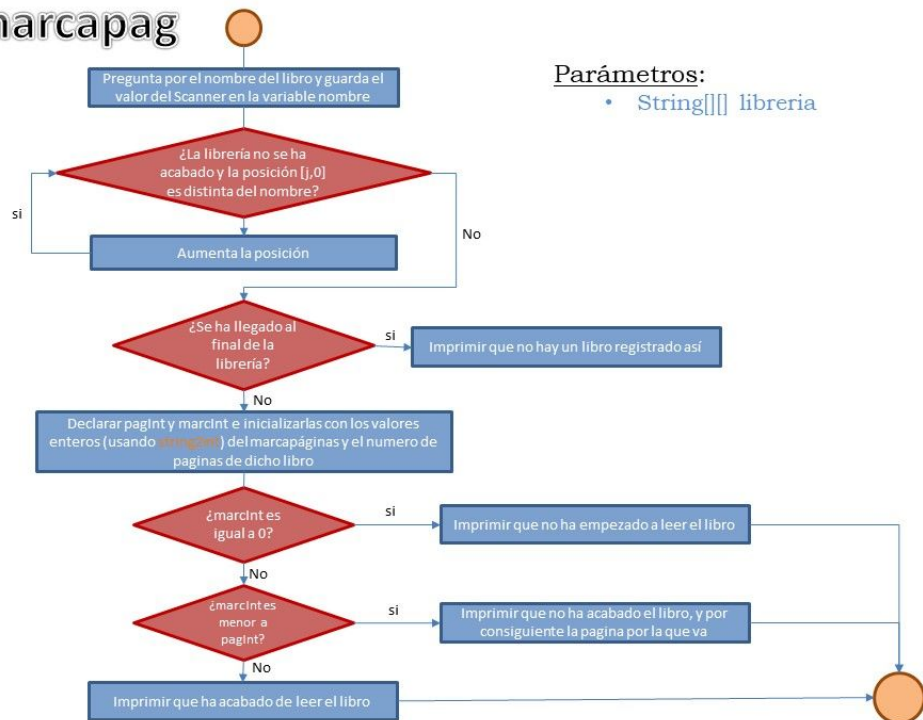 marcapag
Parámetros:
• String[][] libreria
Pregunta por el nombre del libro y guarda el
valor del Scanner en la variable nombre
¿La librería no se ha
acabado y la posición [j,0]
es distinta del nombre?
si
No
Aumenta la posición
¿Se ha llegado al
final de la
librería?
si
Imprimir que no hay un libro registrado así
No
Declarar pagInt y marcInt e inicializarlas con los valores
enteros (usando ) del marcapáginas y el numero de
paginas de dicho libro
¿marcInt es
igual a 0?
si
Imprimir que no ha empezado a leer el libro
No
¿marcInt es
menor a
pagInt?
si
Imprimir que no ha acabado el libro, y por
consiguiente la pagina por la que va
No
Imprimir que ha acabado de leer el libro